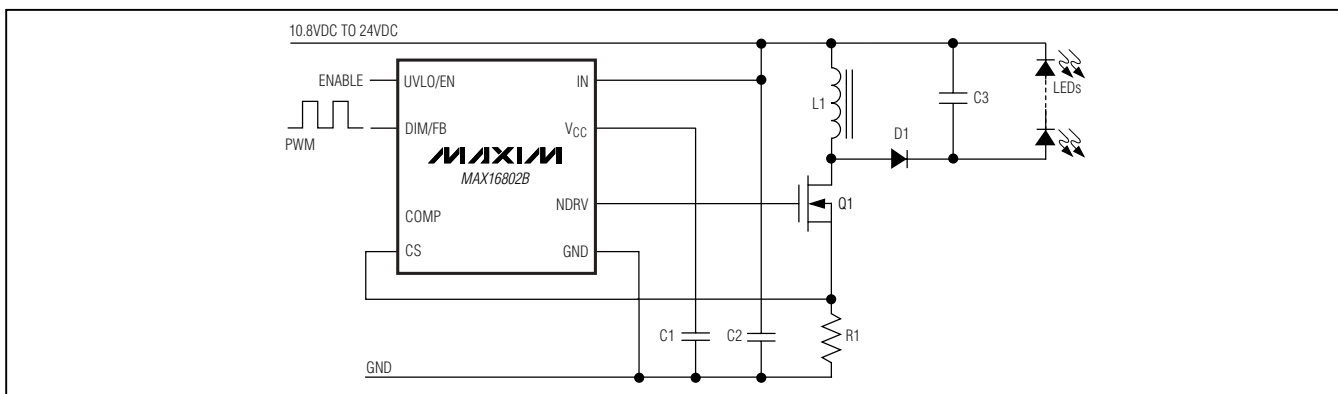 10.8VDC TO 24VDC
ENABLE
UVLO/EN
IN
L1
C3
LEDs
PWM
DIM/FB
VCC
D1
MAXIM
MAX16802B
NDRV
Q1
COMP
CS
GND
C1
C2
R1
GND